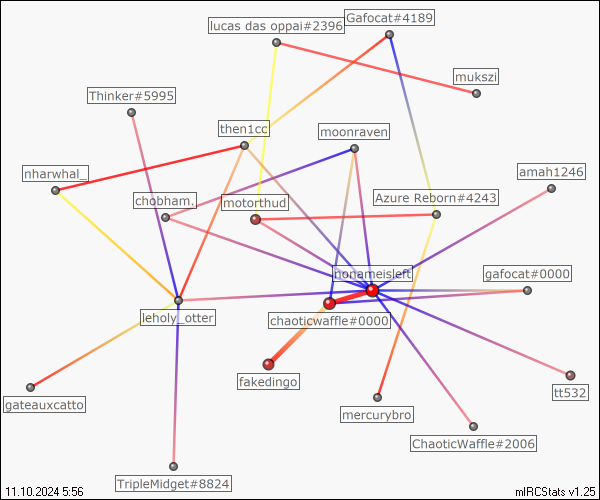 lucas das oppai#2396
Gafocat#4189
mukszi
Thinker#5995
then1cc
moonraven
nharwhal_
chobham.
motorthud
Azure Reborn#4243
amah1246
nonameisleft
gafocat#0000
leholy_otter
chaoticwaffle#0000
fakedingo
tt532
gateauxcatto
mercurybro
ChaoticWaffle#2006
TripleMidget#8824
11.10.2024 5:56
mIRCStats v1.25